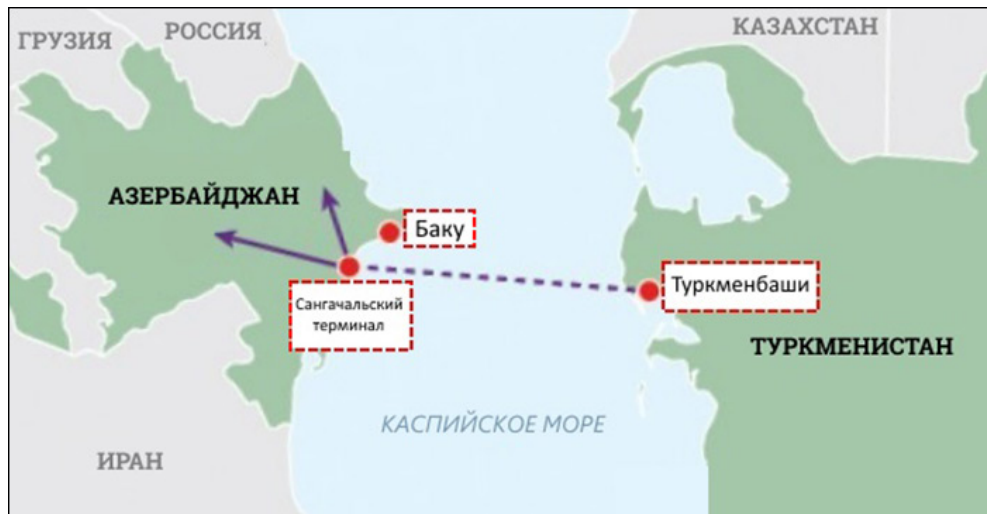 ГРУЗИЯ
РОССИЯ
КАЗАХСТАН
АЗЕРБАЙДЖАН
Баку
Сангачальский
терминал
Туркменбаши
ТУРКМЕНИСТАН
КАСПИЙСКОЕ МОРЕ
ИРАН